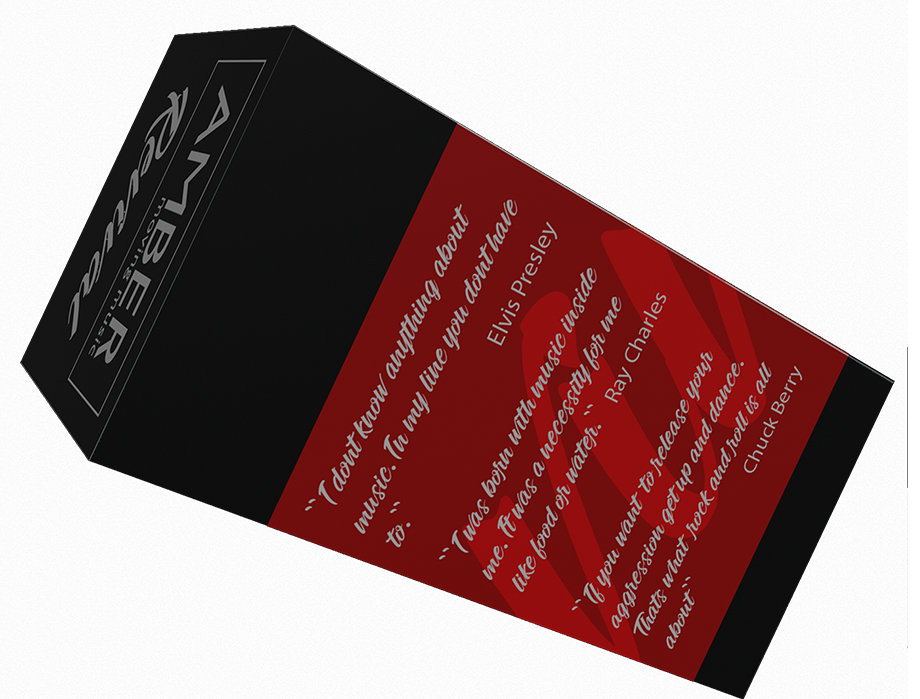 AMBER
moving music
Revival
“I dont know anything about
music. In my line you dont have
to.“
Elvis Presley
“I was born with music inside
me. It was a necessity for me
like food or water.“
Ray Charles
“If you want to release your
aggression get up and dance.
Thats what rock and roll is all
about“
Chuck Berry